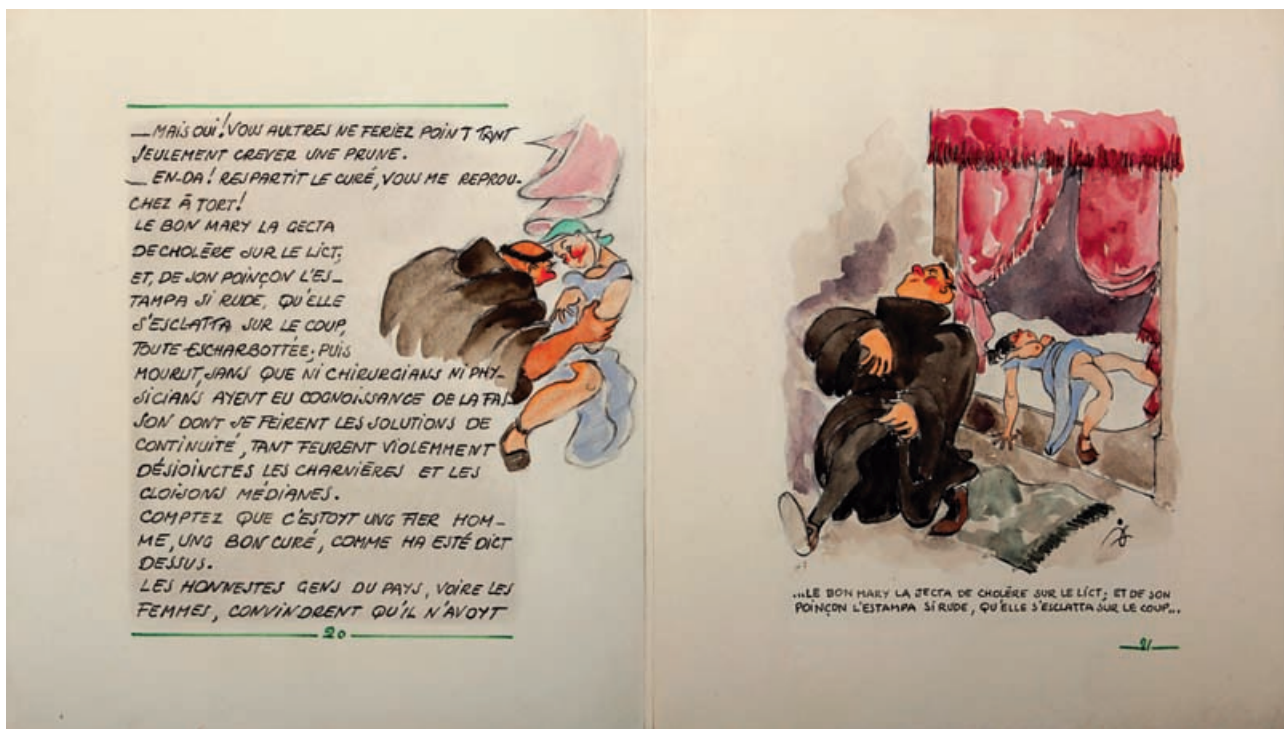 — MAIS OUI! VOUS AULTRES NE FERIEZ POINT TANT
SEULEMENT CREVER UNE PRUNE.
— EN-DA! RESPARTIT LE CURÉ, VOUS ME REPROU-
CHEZ À TORT!
LE BON MARY LA GECTA
DE CHOLÈRE SUR LE LICT;
ET, DE SON POINÇON L'ES-
TAMPA SI RUDE, QU'ELLE
S'ESCLATTA SUR LE COUP,
TOUTE ESCHARBOTTÉE; PUIS
MOURUT, SANS QUE NI CHIRURGIANS NI PHY-
SICIANS AYENT EU COGNOISSANCE DE LA FAS-
SON DONT SE FEIRENT LES SOLUTIONS DE
CONTINUITÉ, TANT FEURENT VIOLEMMENT
DÉSIOINCTES LES CHARNIÈRES ET LES
CLOISONS MÉDIANES.
COMPTEZ QUE C'ESTOYT UNG FIER HOM-
ME, UNG BON CURÉ, COMME HA ESTÉ DICT
DESSUS.
LES HONNESTES GENS DU PAYS, VOIRE LES
FEMMES, CONVINDRENT QU'IL N'AVOYT
20
...LE BON MARY LA JECTA DE CHOLÈRE SUR LE LICT; ET DE SON
POINÇON L'ESTAMPA SI RUDE, QU'ELLE S'ESCLATTA SUR LE COUP...
21